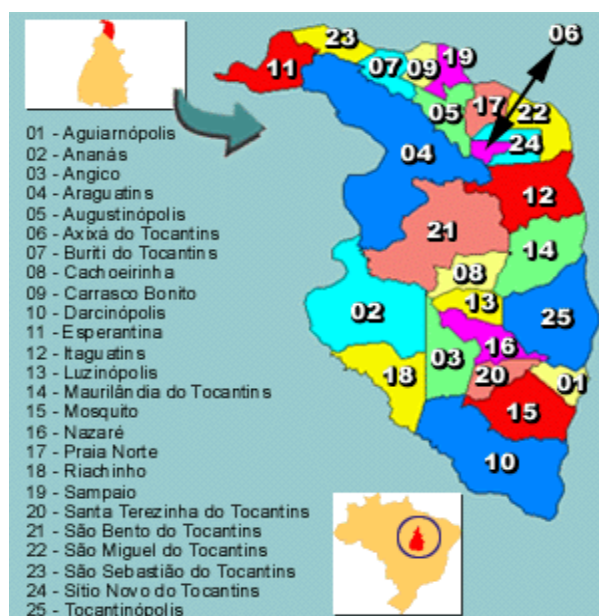 01 - Aguiarnópolis
02 - Ananás
03 - Angico
04 - Araguatins
05 - Augustinópolis
06 - Axixá do Tocantins
07 - Buriti do Tocantins
08 - Cachoeirinha
09 - Carrasco Bonito
10 - Darcinópolis
11 - Esperantina
12 - Itaguatins
13 - Luzinópolis
14 - Maurilândia do Tocantins
15 - Mosquito
16 - Nazaré
17 - Praia Norte
18 - Riachinho
19 - Sampaio
20 - Santa Terezinha do Tocantins
21 - São Bento do Tocantins
22 - São Miguel do Tocantins
23 - São Sebastião do Tocantins
24 - Sítio Novo do Tocantins
25 - Tocantinópolis
23
19
06
11
07
09
05
17
22
24
04
12
21
14
08
02
13
25
16
03
18
20
01
15
10